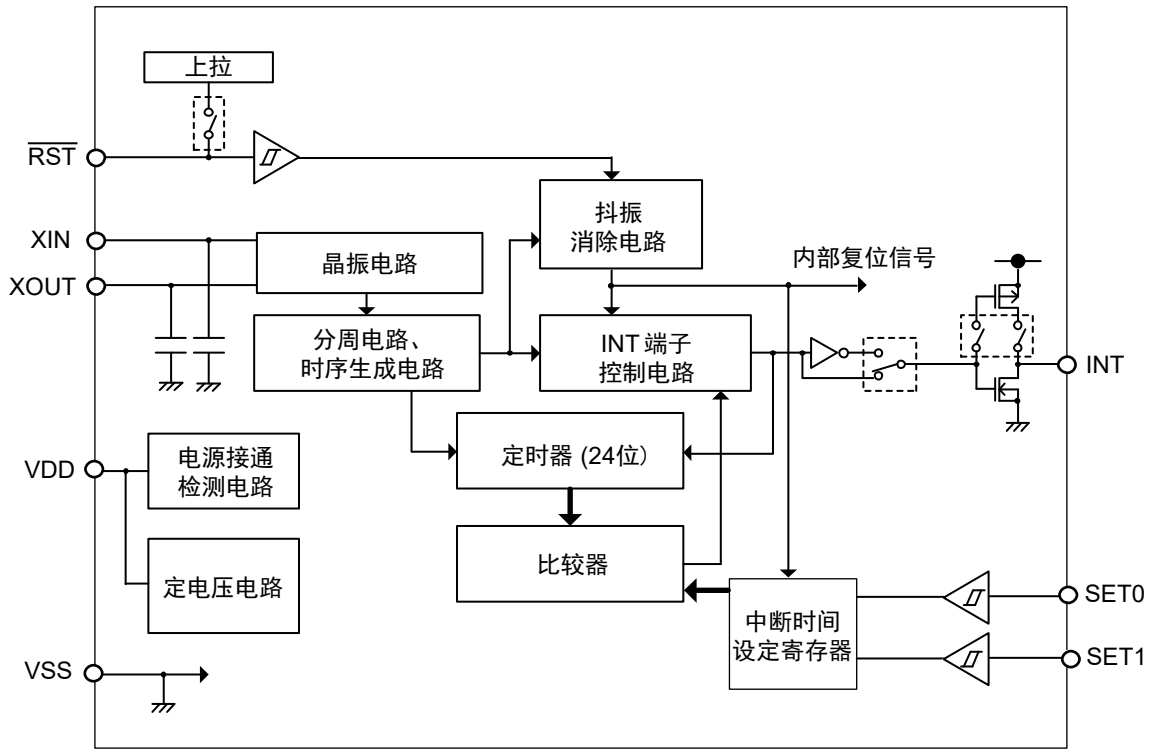 上拉
RST
抖振
消除电路
XIN
晶振电路
内部复位信号
XOUT
分周电路、
时序生成电路
INT 端子
控制电路
INT
定时器 (24位)
VDD
电源接通
检测电路
比较器
定电压电路
SET0
中断时间
设定寄存器
SET1
VSS